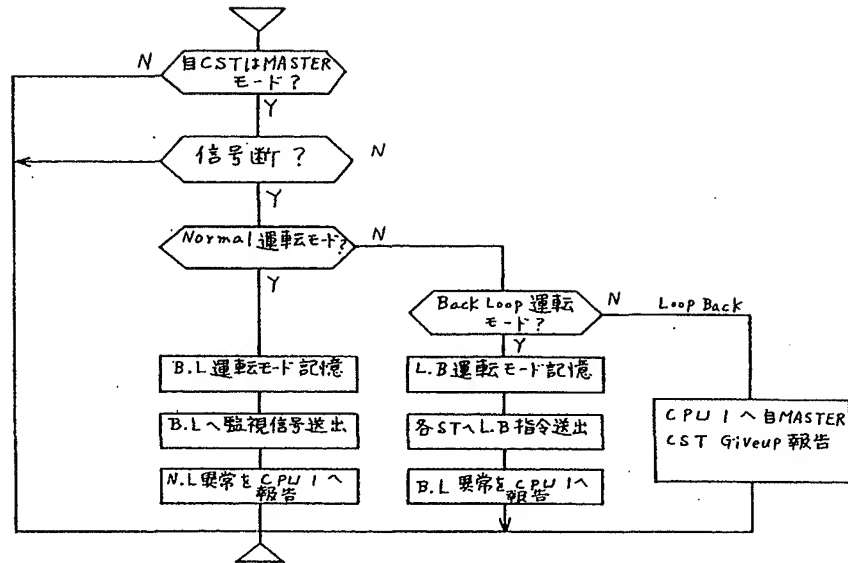 N
自CSTはMASTER
モード?
Y
信号断?
N
Y
Normal運転モード?
N
Y
Back Loop運転
モード?
N
Loop Back
Y
B.L運転モード記憶
L.B運転モード記憶
B.Lへ監視信号送出
各STへL.B指令送出
CPU1へ自MASTER
CST Giveup報告
N.L異常をCPU1へ
報告
B.L異常をCPU1へ
報告